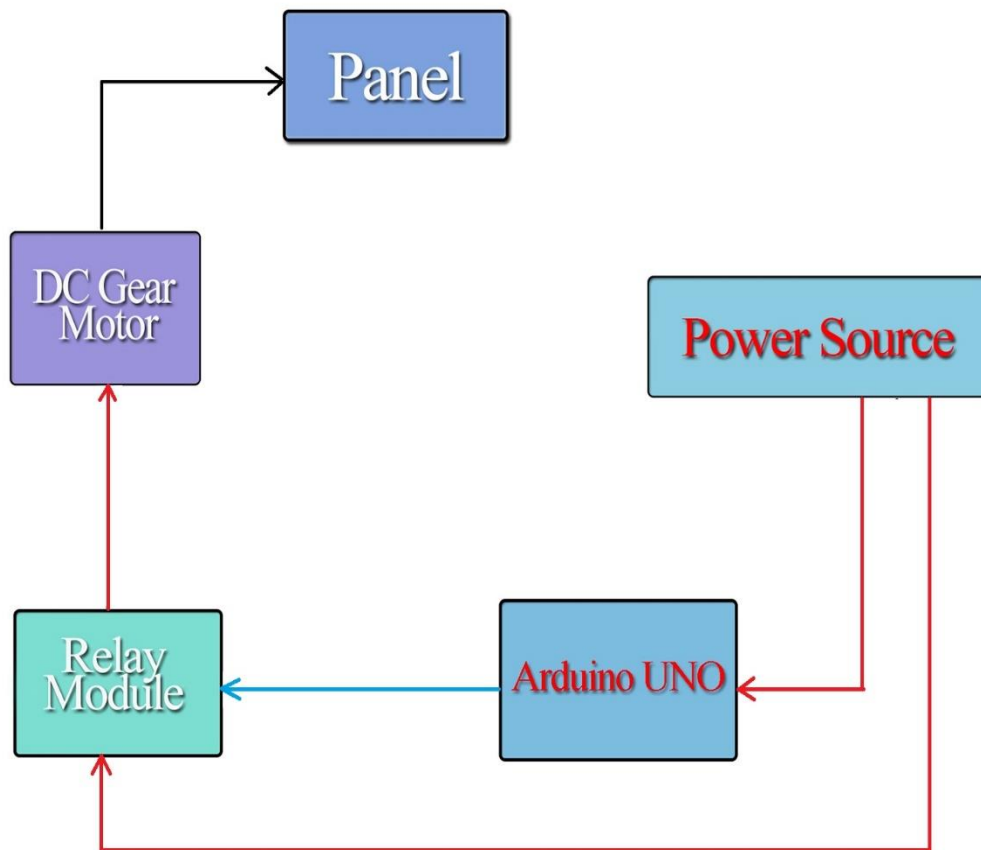 Panel
DC Gear
Motor
Power Source
Relay
Module
Arduino UNO